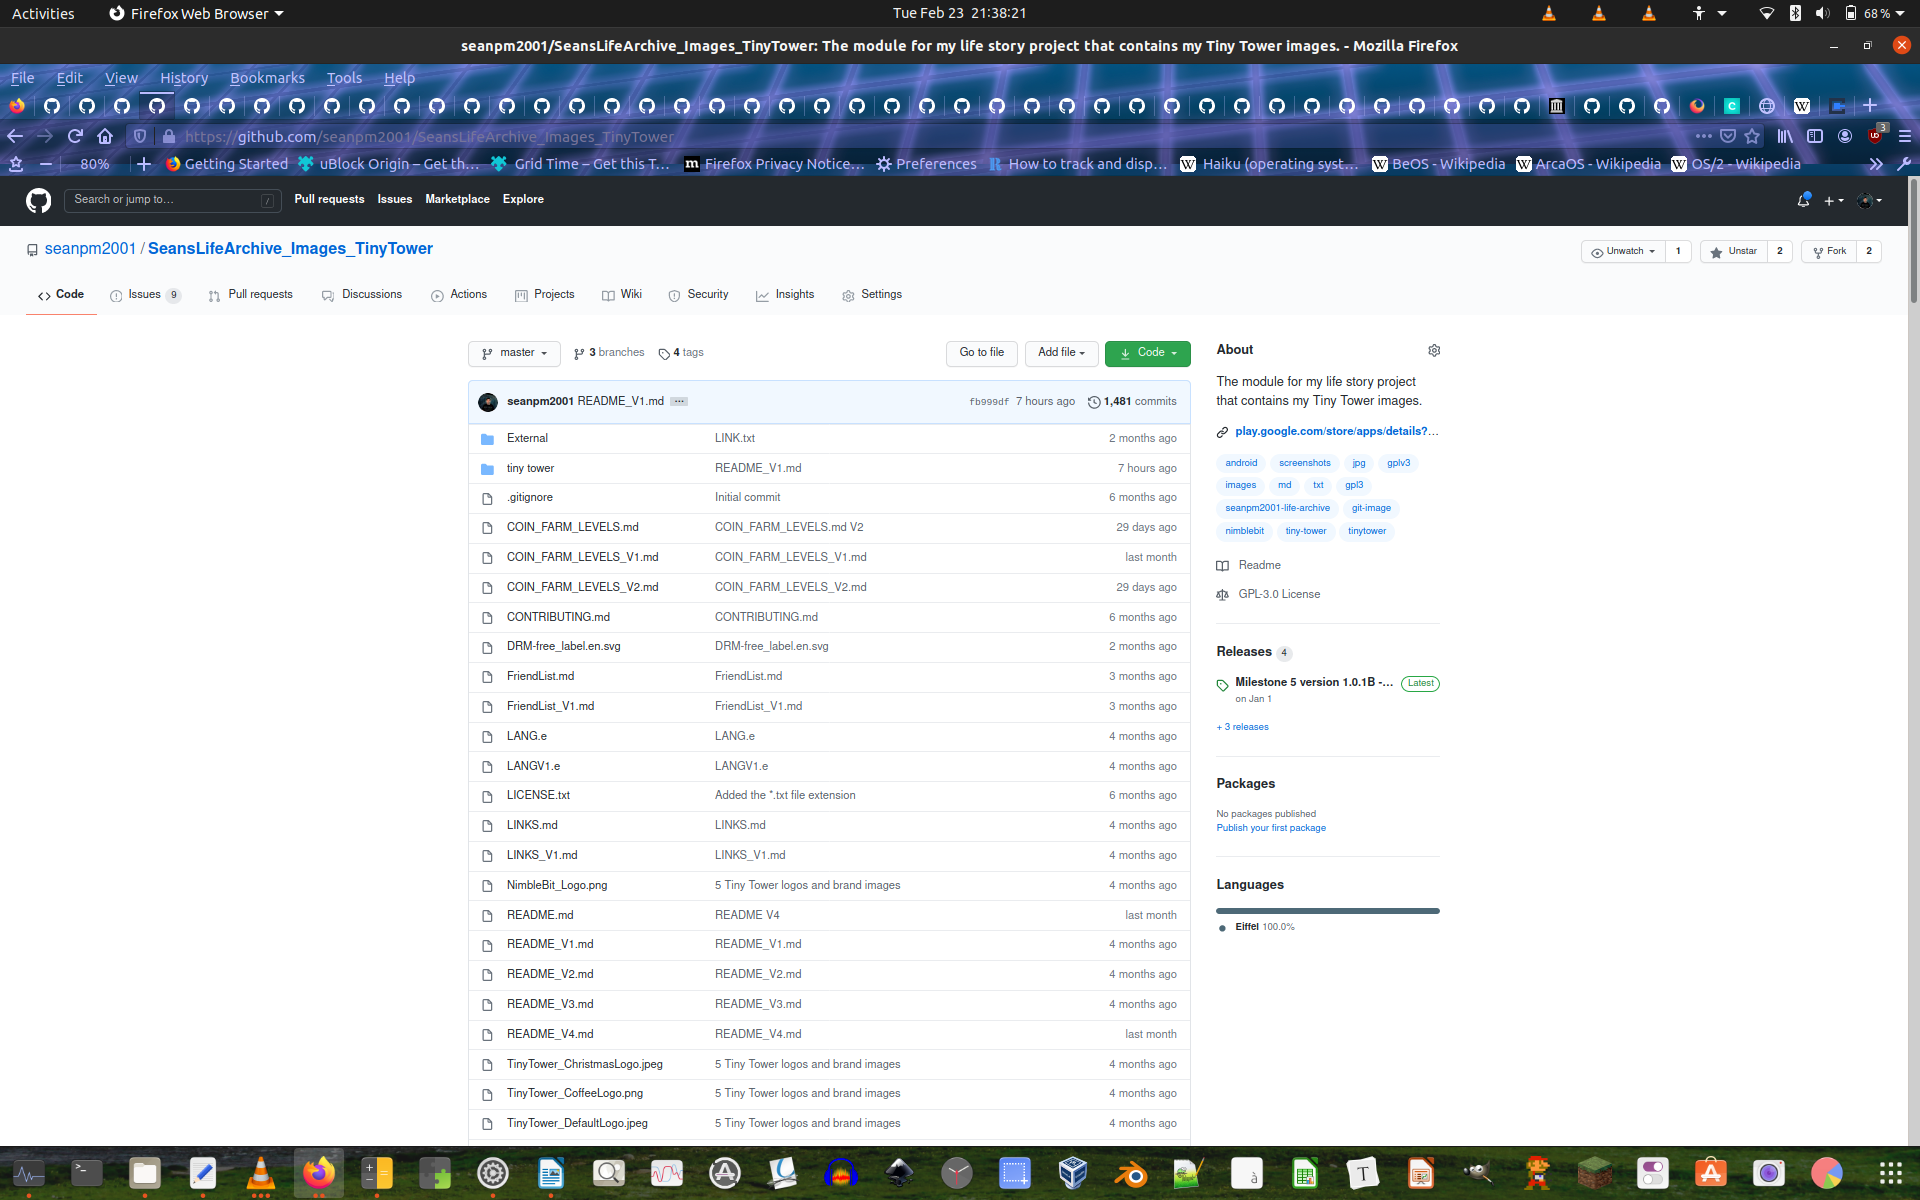 Activities Firefox Web Browser Tue Feb 23 21:38:21 68 %
seanpm2001/SeansLifeArchive_Images_TinyTower: The module for my life story project that contains my Tiny Tower images. - Mozilla Firefox
File Edit View History Bookmarks Tools Help
https://github.com/seanpm2001/SeansLifeArchive_Images_TinyTower 3
80% Getting Started uBlock Origin – Get th… Grid Time – Get this T… Firefox Privacy Notice… Preferences How to track and disp… Haiku (operating syst… BeOS - Wikipedia ArcaOS - Wikipedia OS/2 - Wikipedia
Search or jump to… / Pull requests Issues Marketplace Explore
seanpm2001 / SeansLifeArchive_Images_TinyTower Unwatch 1 Unstar 2 Fork 2
Code Issues 9 Pull requests Discussions Actions Projects Wiki Security Insights Settings
master 3 branches 4 tags Go to file Add file Code
seanpm2001 README_V1.md … fb999df 7 hours ago 1,481 commits
External LINK.txt 2 months ago
tiny tower README_V1.md 7 hours ago
.gitignore Initial commit 6 months ago
COIN_FARM_LEVELS.md COIN_FARM_LEVELS.md V2 29 days ago
COIN_FARM_LEVELS_V1.md COIN_FARM_LEVELS_V1.md last month
COIN_FARM_LEVELS_V2.md COIN_FARM_LEVELS_V2.md 29 days ago
CONTRIBUTING.md CONTRIBUTING.md 6 months ago
DRM-free_label.en.svg DRM-free_label.en.svg 2 months ago
FriendList.md FriendList.md 3 months ago
FriendList_V1.md FriendList_V1.md 3 months ago
LANG.e LANG.e 4 months ago
LANGV1.e LANGV1.e 4 months ago
LICENSE.txt Added the *.txt file extension 6 months ago
LINKS.md LINKS.md 4 months ago
LINKS_V1.md LINKS_V1.md 4 months ago
NimbleBit_Logo.png 5 Tiny Tower logos and brand images 4 months ago
README.md README V4 last month
README_V1.md README_V1.md 4 months ago
README_V2.md README_V2.md 4 months ago
README_V3.md README_V3.md 4 months ago
README_V4.md README_V4.md last month
TinyTower_ChristmasLogo.jpeg 5 Tiny Tower logos and brand images 4 months ago
TinyTower_CoffeeLogo.png 5 Tiny Tower logos and brand images 4 months ago
TinyTower_DefaultLogo.jpeg 5 Tiny Tower logos and brand images 4 months ago
About
The module for my life story project
that contains my Tiny Tower images.
play.google.com/store/apps/details?…
android screenshots jpg gplv3
images md txt gpl3
seanpm2001-life-archive git-image
nimblebit tiny-tower tinytower
Readme
GPL-3.0 License
Releases 4
Milestone 5 version 1.0.1B -… Latest
on Jan 1
+ 3 releases
Packages
No packages published
Publish your first package
Languages
Eiffel 100.0%